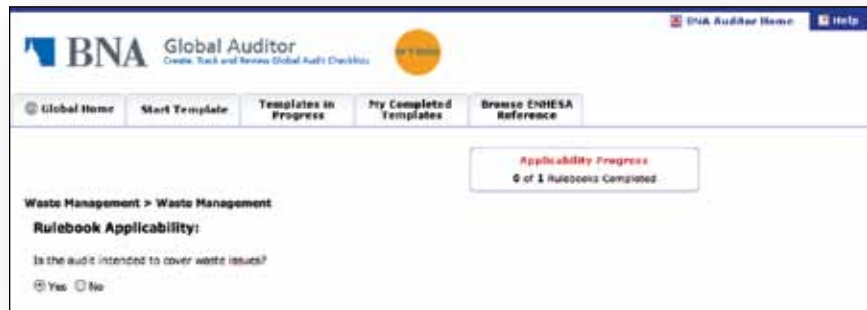 BNA Auditor Home
Help
BNA
Global Auditor
Create, Track and Review Global Audit Checklists
Global Home
Start Template
Templates in Progress
My Completed Templates
Browse ENHESA Reference
Applicability Progress
0 of 1 Rulebooks Completed
Waste Management > Waste Management
Rulebook Applicability:
Is the audit intended to cover waste issues?
Yes No